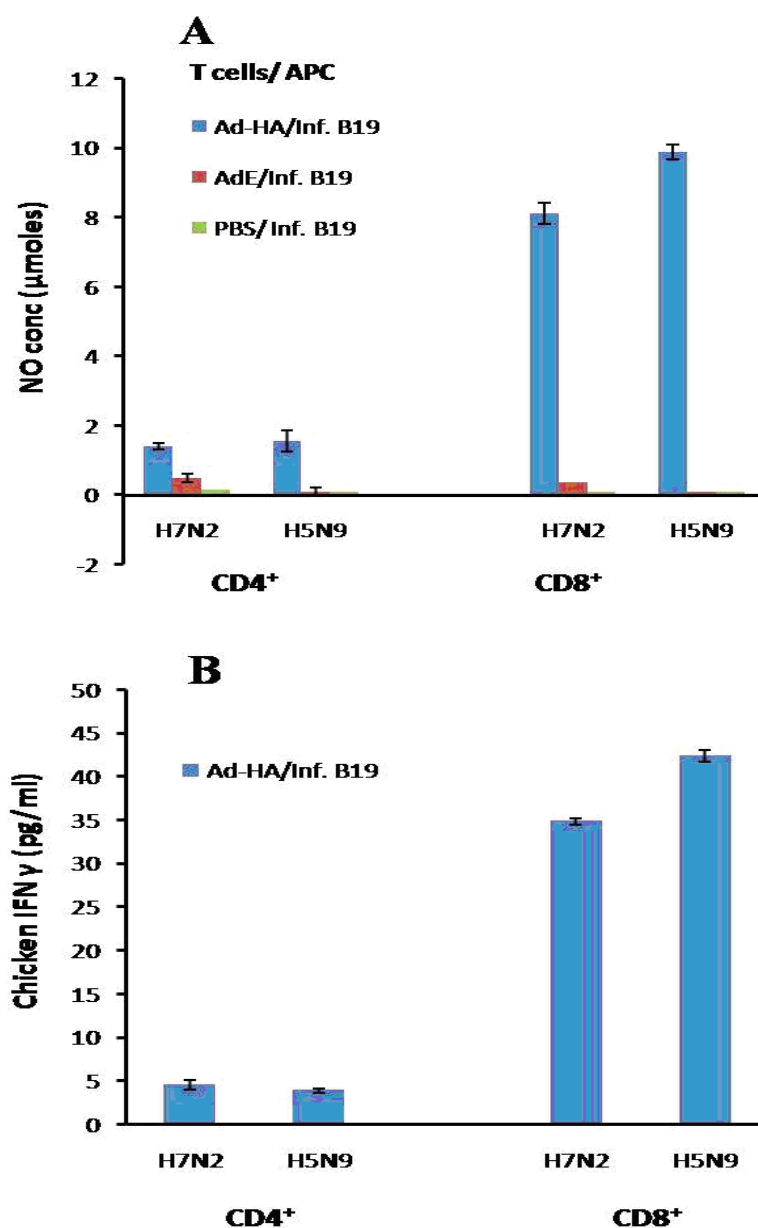 A
T cells/ APC
Ad-HA/Inf. B19
AdE/Inf. B19
PBS/ Inf. B19
NO conc (µmoles)
12
10
8
6
4
2
0
-2
H7N2 H5N9 H7N2 H5N9
CD4⁺ CD8⁺
B
Ad-HA/Inf. B19
Chicken IFN γ (pg/ml)
50
45
40
35
30
25
20
15
10
5
0
H7N2 H5N9 H7N2 H5N9
CD4⁺ CD8⁺